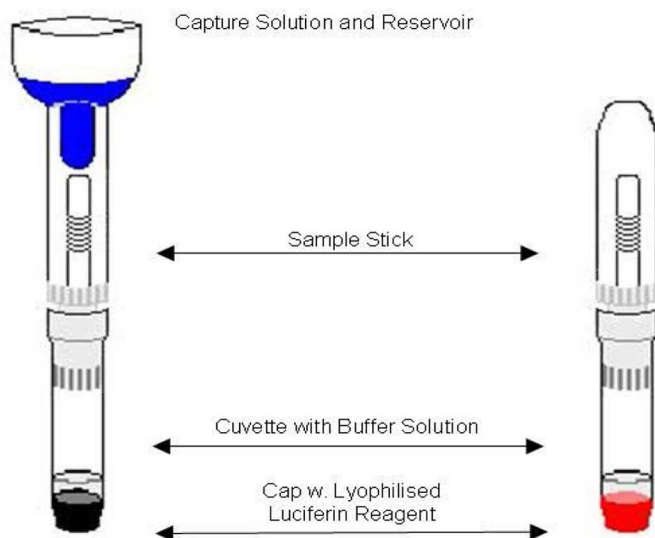 Capture Solution and Reservoir
Sample Stick
Cuvette with Buffer Solution
Cap w. Lyophilised
Luciferin Reagent